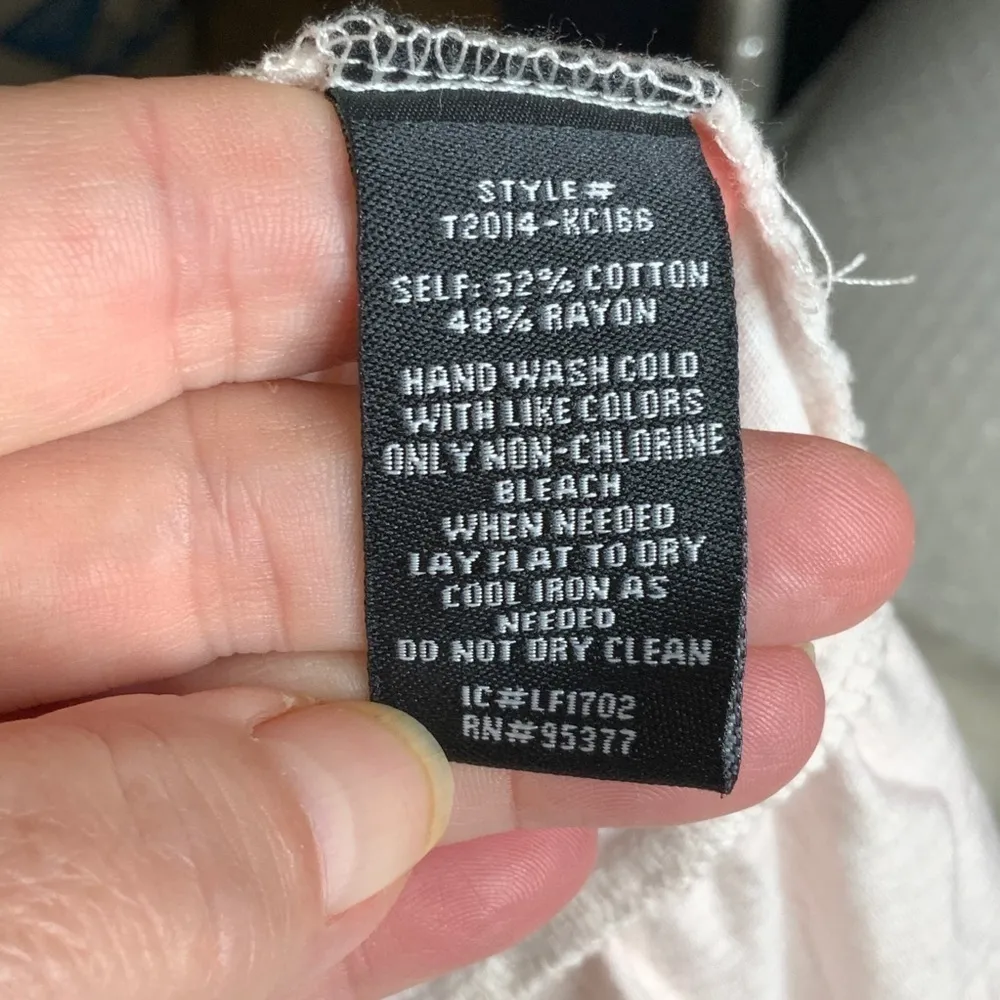 STYLE#
T2014-KC166
SELF: 52% COTTON
48% RAYON
HAND WASH COLD
WITH LIKE COLORS
ONLY NON-CHLORINE
BLEACH
WHEN NEEDED
LAY FLAT TO DRY
COOL IRON AS
NEEDED
DO NOT DRY CLEAN
IC#LF1702
RN#95377